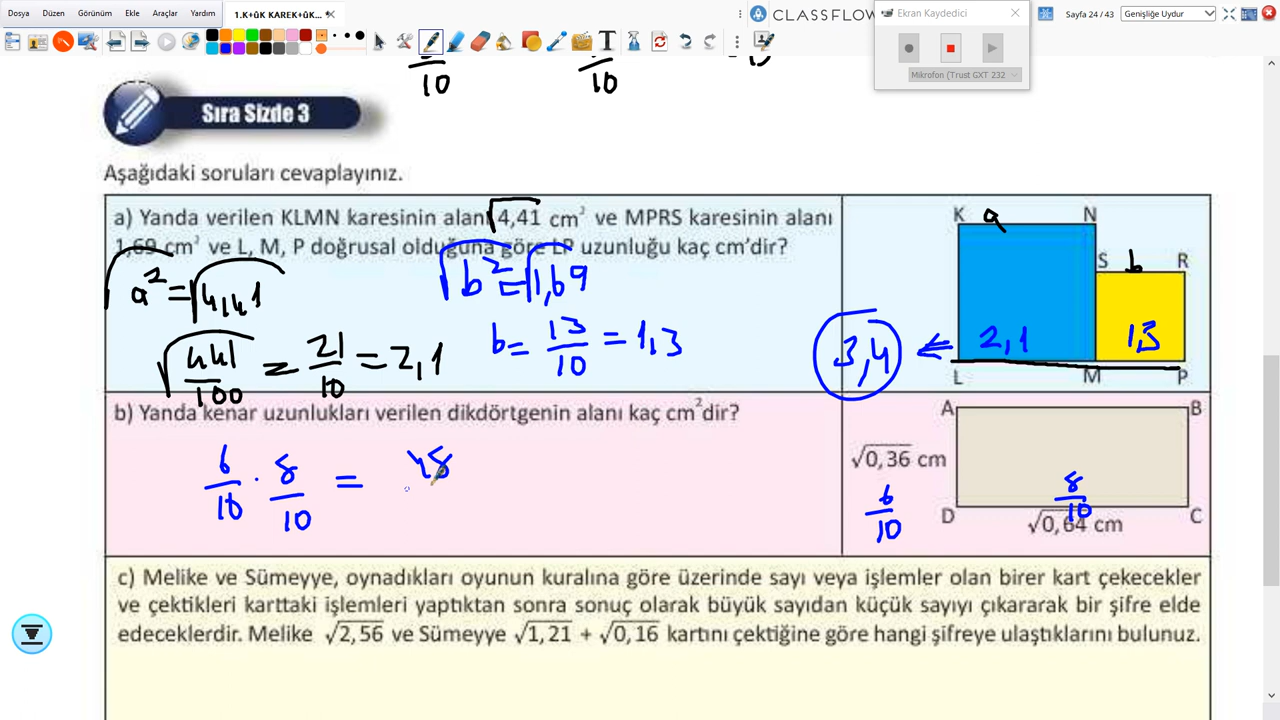 Dosya Düzen Görünüm Ekle Araçlar Yardım
1.K+ûK KAREK+ûK...
CLASSFLOW
Ekran Kaydedici
Mikrofon (Trust GXT 232
Sayfa 24 / 43
Genişliğe Uydur
10
10
Sıra Sizde 3
Aşağıdaki soruları cevaplayınız.
a) Yanda verilen KLMN karesinin alanı √4,41 cm² ve MPRS karesinin alanı
1,69 cm² ve L, M, P doğrusal olduğuna göre LP uzunluğu kaç cm'dir?
√a² = √4,41
√441/100 = 21/10 = 2,1
√b² = √1,69
b = 13/10 = 1,3
3,4 ⇐
K a N
S b R
2,1 1,3
L M P
b) Yanda kenar uzunlukları verilen dikdörtgenin alanı kaç cm²dir?
6/10 · 8/10 = 48
A B
√0,36 cm
6/10
8/10
D C
√0,64 cm
c) Melike ve Sümeyye, oynadıkları oyunun kuralına göre üzerinde sayı veya işlemler olan birer kart çekecekler
ve çektikleri karttaki işlemleri yaptıktan sonra sonuç olarak büyük sayıdan küçük sayıyı çıkararak bir şifre elde
edeceklerdir. Melike √2,56 ve Sümeyye √1,21 + √0,16 kartını çektiğine göre hangi şifreye ulaştıklarını bulunuz.